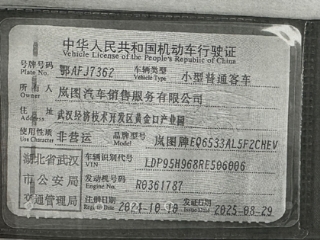 中华人民共和国机动车行驶证
Vehicle License of the People's Republic of China
号牌号码 鄂AFJ7362 车辆类型 小型普通客车
Plate No. Vehicle Type
所有人 岚图汽车销售服务有限公司
Owner
住址 武汉经济技术开发区黄金口产业园
Address
使用性质 非营运 品牌型号 岚图牌EQ6533AL5F2CHEV
Use Character Model
湖北省武汉 车辆识别代号 LDP95H968RE506006
VIN
市公安局 发动机号码 R0361787
Engine No.
交通管理局 注册日期 2024-10-10 发证日期 2025-08-29
Issue Date